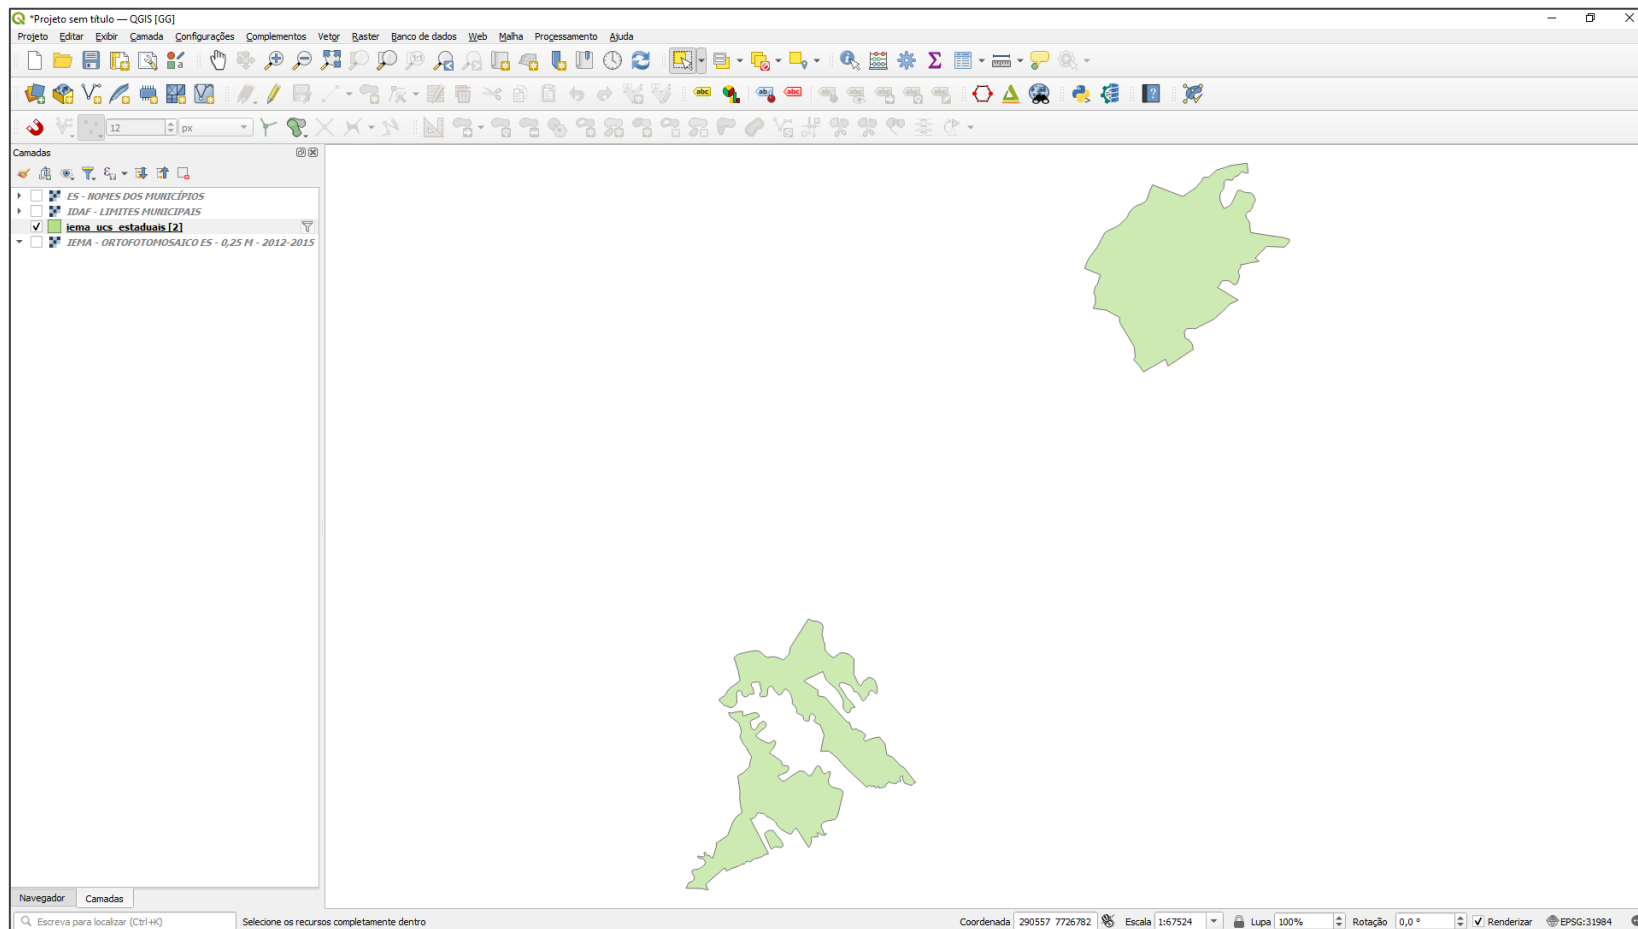 *Projeto sem título — QGIS [GG]
Projeto Editar Exibir Camada Configurações Complementos Vetor Raster Banco de dados Web Malha Processamento Ajuda
12 px
Camadas
ES - NOMES DOS MUNICÍPIOS
IDAF - LIMITES MUNICIPAIS
iema_ucs_estaduais [2]
IEMA - ORTOFOTOMOSAICO ES - 0,25 M - 2012-2015
Navegador Camadas
Escreva para localizar (Ctrl+K) Selecione os recursos completamente dentro Coordenada 290557 7726782 Escala 1:67524 Lupa 100% Rotação 0,0 ° Renderizar EPSG:31984